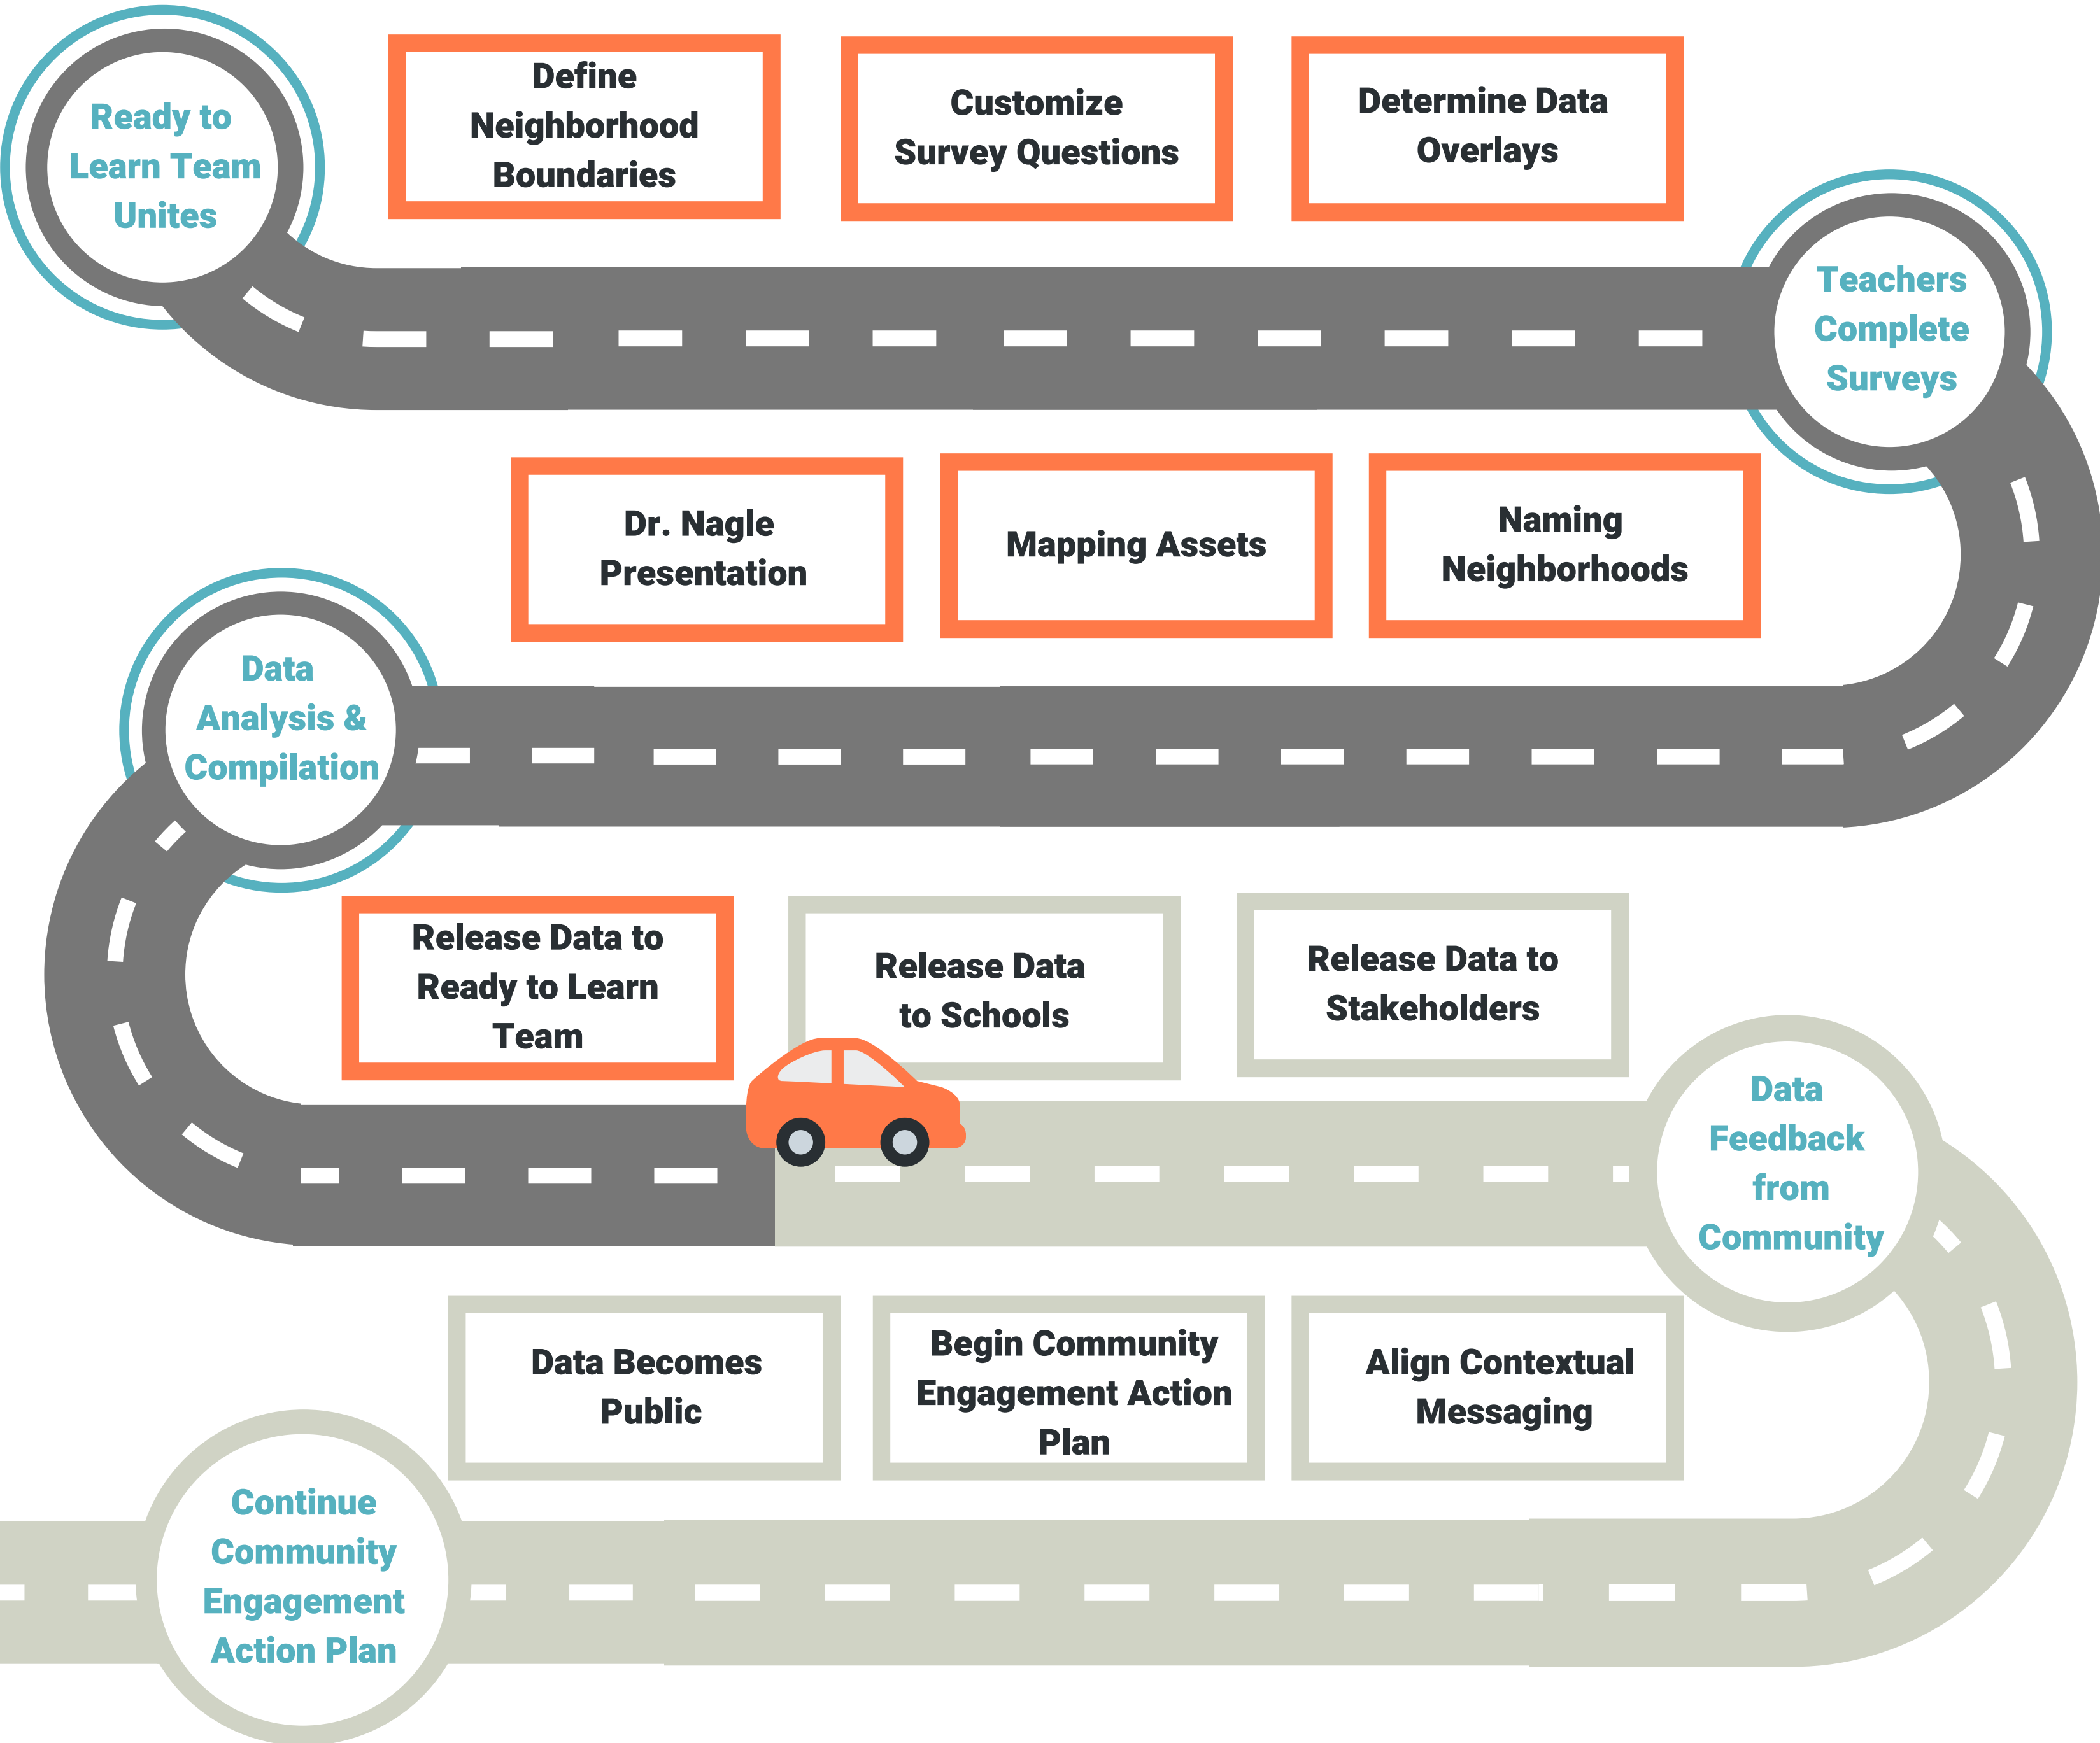 Ready to
Learn Team
Unites
Define
Neighborhood
Boundaries
Customize
Survey Questions
Determine Data
Overlays
Teachers
Complete
Surveys
Naming
Neighborhoods
Mapping Assets
Dr. Nagle
Presentation
Data
Analysis &
Compilation
Release Data to
Ready to Learn
Team
Release Data
to Schools
Release Data to
Stakeholders
Data
Feedback
from
Community
Align Contextual
Messaging
Begin Community
Engagement Action
Plan
Data Becomes
Public
Continue
Community
Engagement
Action Plan